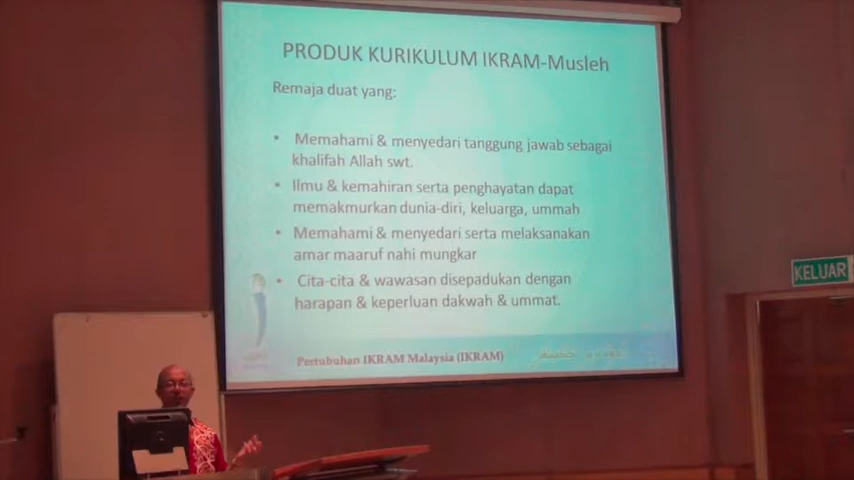 PRODUK KURIKULUM IKRAM-Musleh
Remaja duat yang:
• Memahami & menyedari tanggung jawab sebagai
khalifah Allah swt.
• Ilmu & kemahiran serta penghayatan dapat
memakmurkan dunia-diri, keluarga, ummah
• Memahami & menyedari serta melaksanakan
amar maaruf nahi mungkar
• Cita-cita & wawasan disepadukan dengan
harapan & keperluan dakwah & ummat.
Pertubuhan IKRAM Malaysia (IKRAM)
KELUAR